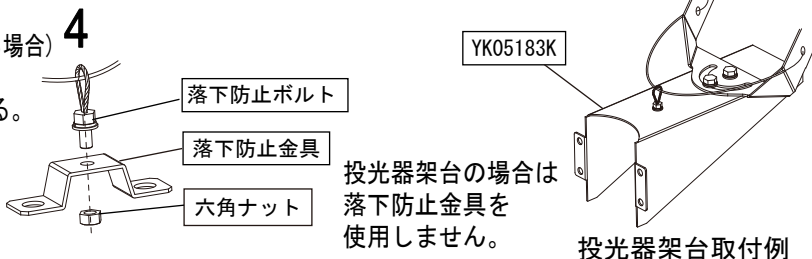 場合) 4
る。
落下防止ボルト
落下防止金具
六角ナット
YK05183K
投光器架台の場合は
落下防止金具を
使用しません。
投光器架台取付例